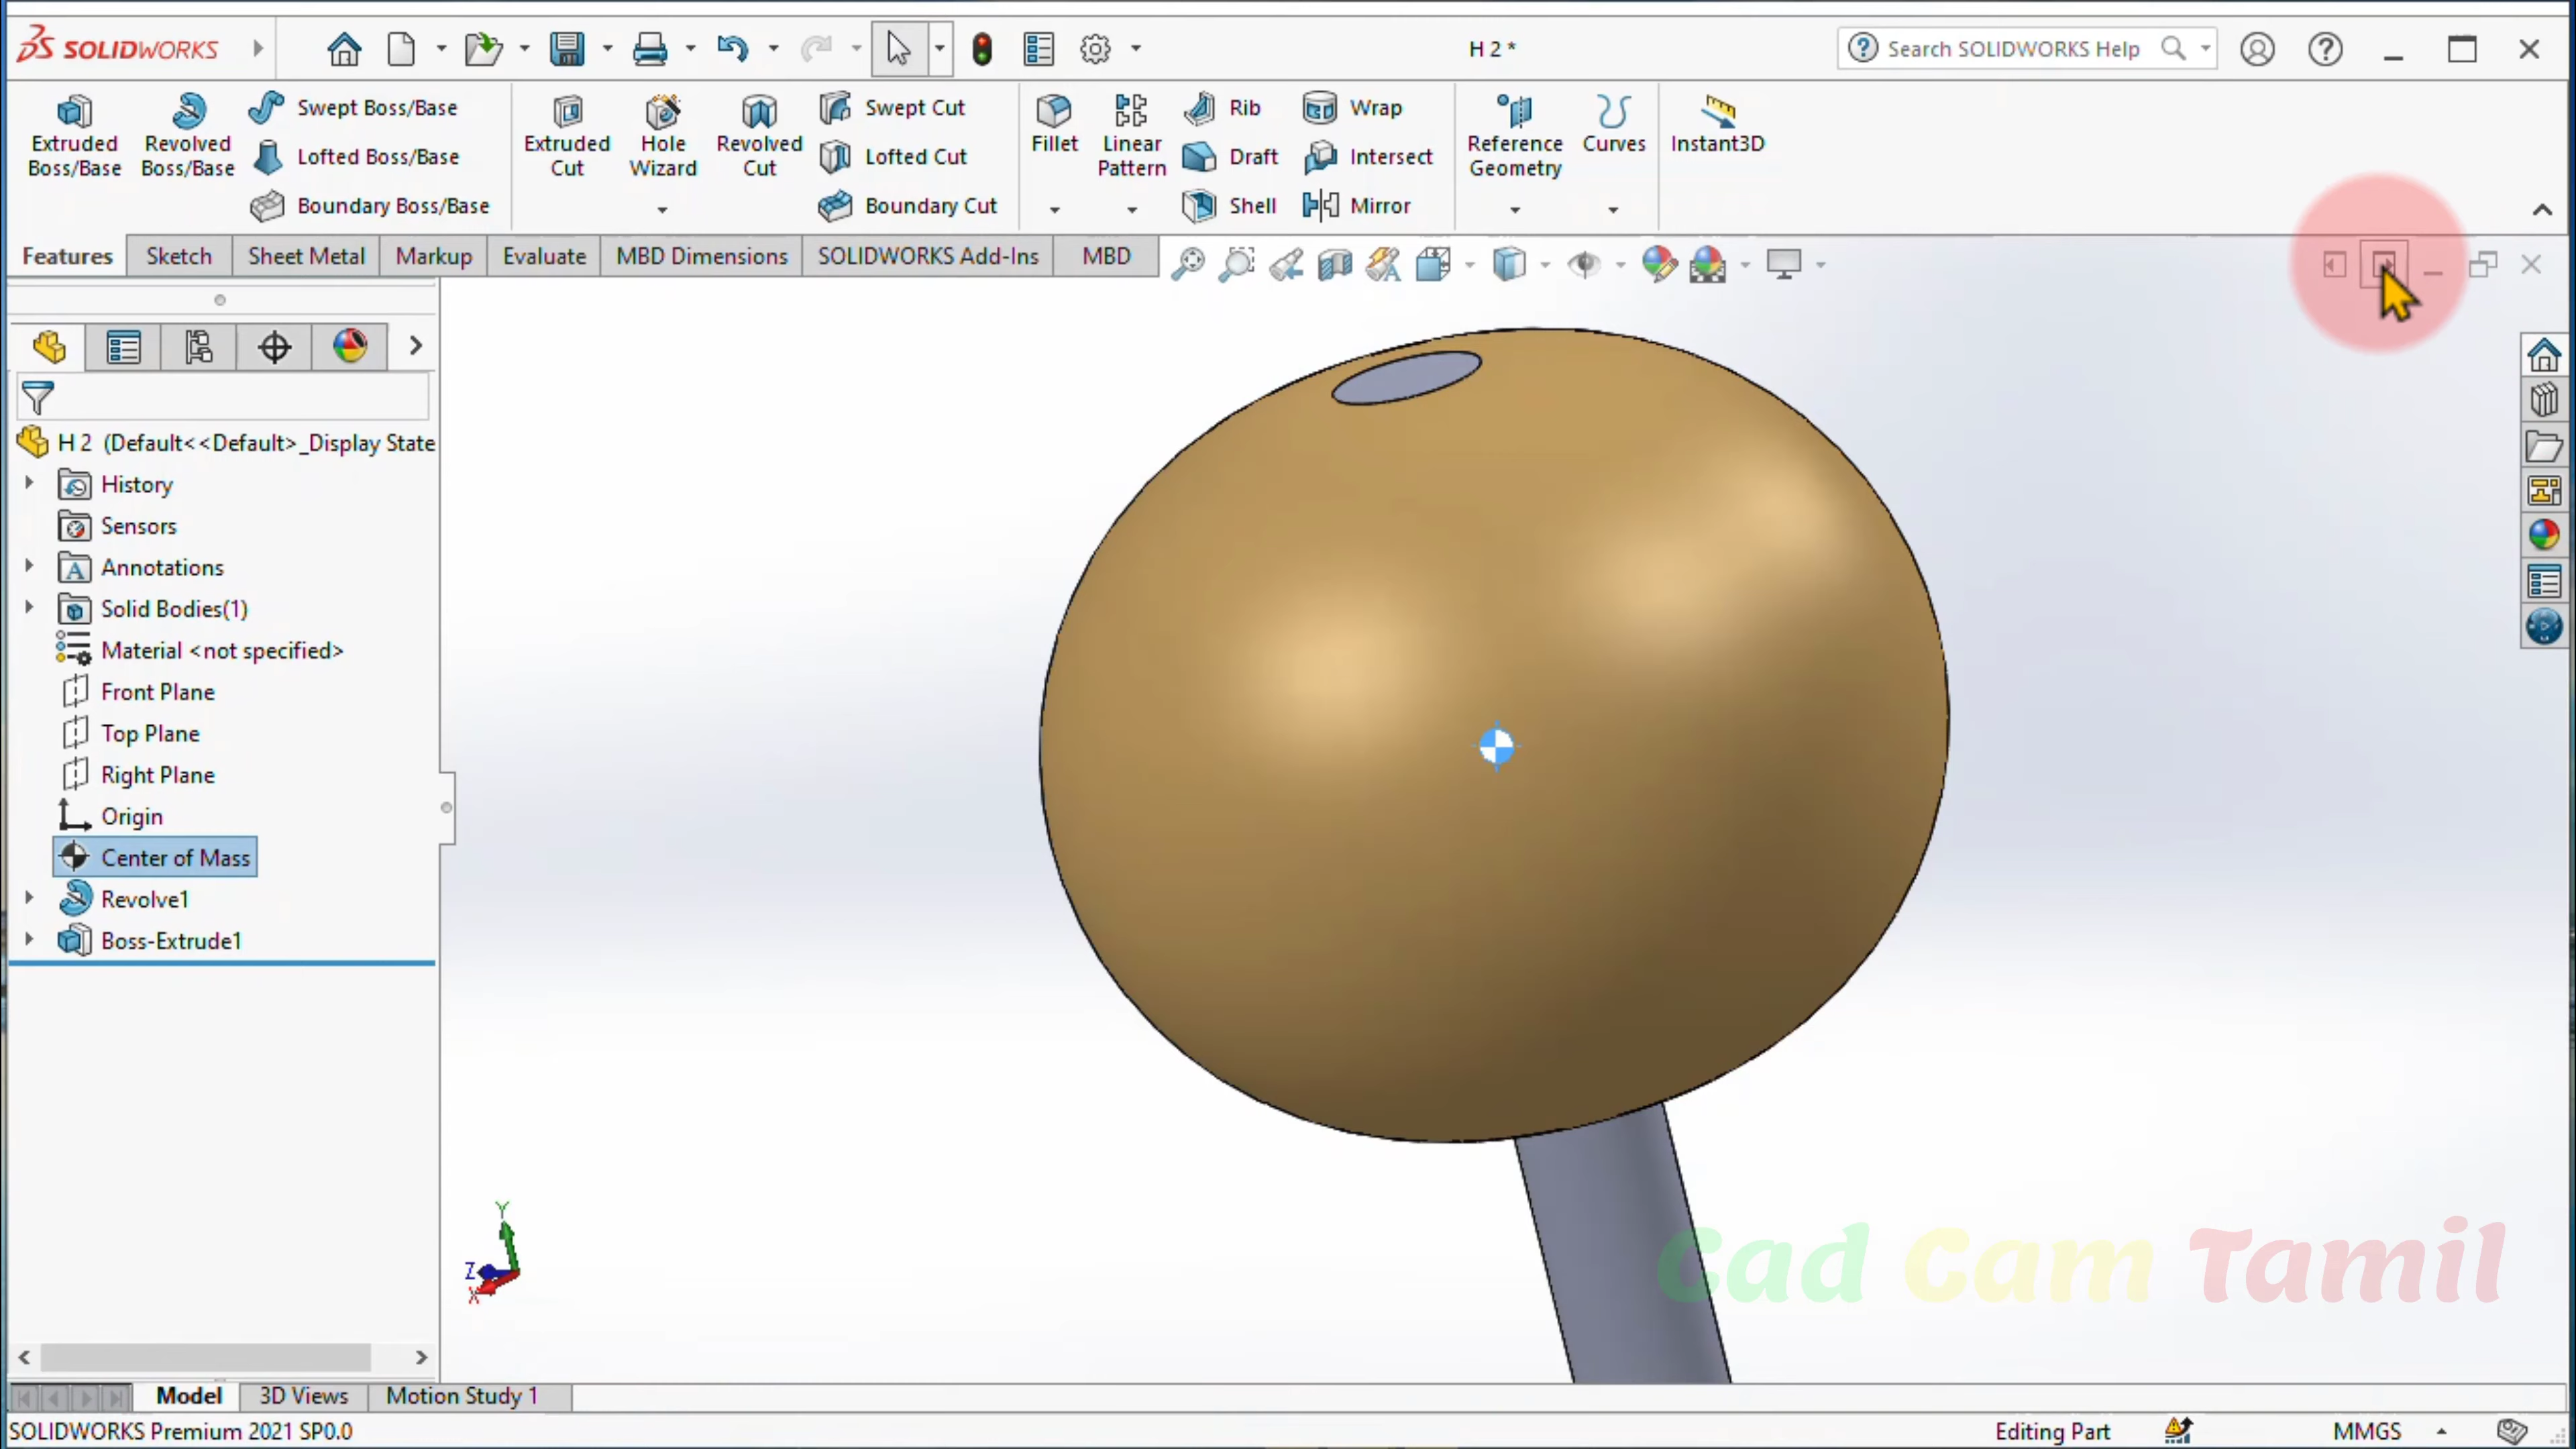 SOLIDWORKS
H 2 *
Search SOLIDWORKS Help
Extruded Boss/Base
Revolved Boss/Base
Swept Boss/Base
Lofted Boss/Base
Boundary Boss/Base
Extruded Cut
Hole Wizard
Revolved Cut
Swept Cut
Lofted Cut
Boundary Cut
Fillet
Linear Pattern
Rib
Draft
Shell
Wrap
Intersect
Mirror
Reference Geometry
Curves
Instant3D
Features
Sketch
Sheet Metal
Markup
Evaluate
MBD Dimensions
SOLIDWORKS Add-Ins
MBD
H 2 (Default<<Default>_Display State
History
Sensors
Annotations
Solid Bodies(1)
Material <not specified>
Front Plane
Top Plane
Right Plane
Origin
Center of Mass
Revolve1
Boss-Extrude1
Y
Z
X
Cad Cam Tamil
Model
3D Views
Motion Study 1
SOLIDWORKS Premium 2021 SP0.0
Editing Part
MMGS